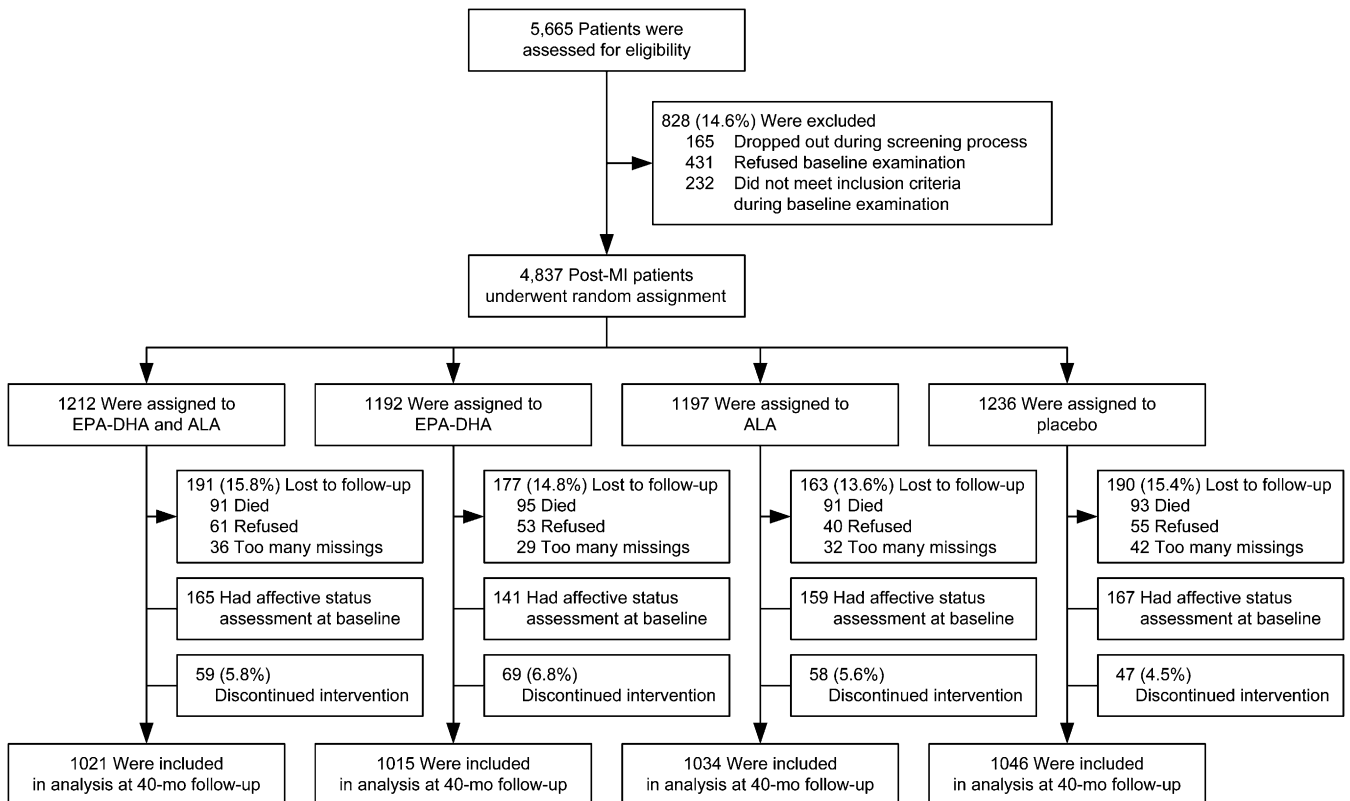 5,665 Patients were
assessed for eligibility
828 (14.6%) Were excluded
165 Dropped out during screening process
431 Refused baseline examination
232 Did not meet inclusion criteria
during baseline examination
4,837 Post-MI patients
underwent random assignment
1212 Were assigned to
EPA-DHA and ALA
1192 Were assigned to
EPA-DHA
1197 Were assigned to
ALA
1236 Were assigned to
placebo
191 (15.8%) Lost to follow-up
91 Died
61 Refused
36 Too many missings
177 (14.8%) Lost to follow-up
95 Died
53 Refused
29 Too many missings
163 (13.6%) Lost to follow-up
91 Died
40 Refused
32 Too many missings
190 (15.4%) Lost to follow-up
93 Died
55 Refused
42 Too many missings
165 Had affective status
assessment at baseline
141 Had affective status
assessment at baseline
159 Had affective status
assessment at baseline
167 Had affective status
assessment at baseline
59 (5.8%)
Discontinued intervention
69 (6.8%)
Discontinued intervention
58 (5.6%)
Discontinued intervention
47 (4.5%)
Discontinued intervention
1021 Were included
in analysis at 40-mo follow-up
1015 Were included
in analysis at 40-mo follow-up
1034 Were included
in analysis at 40-mo follow-up
1046 Were included
in analysis at 40-mo follow-up